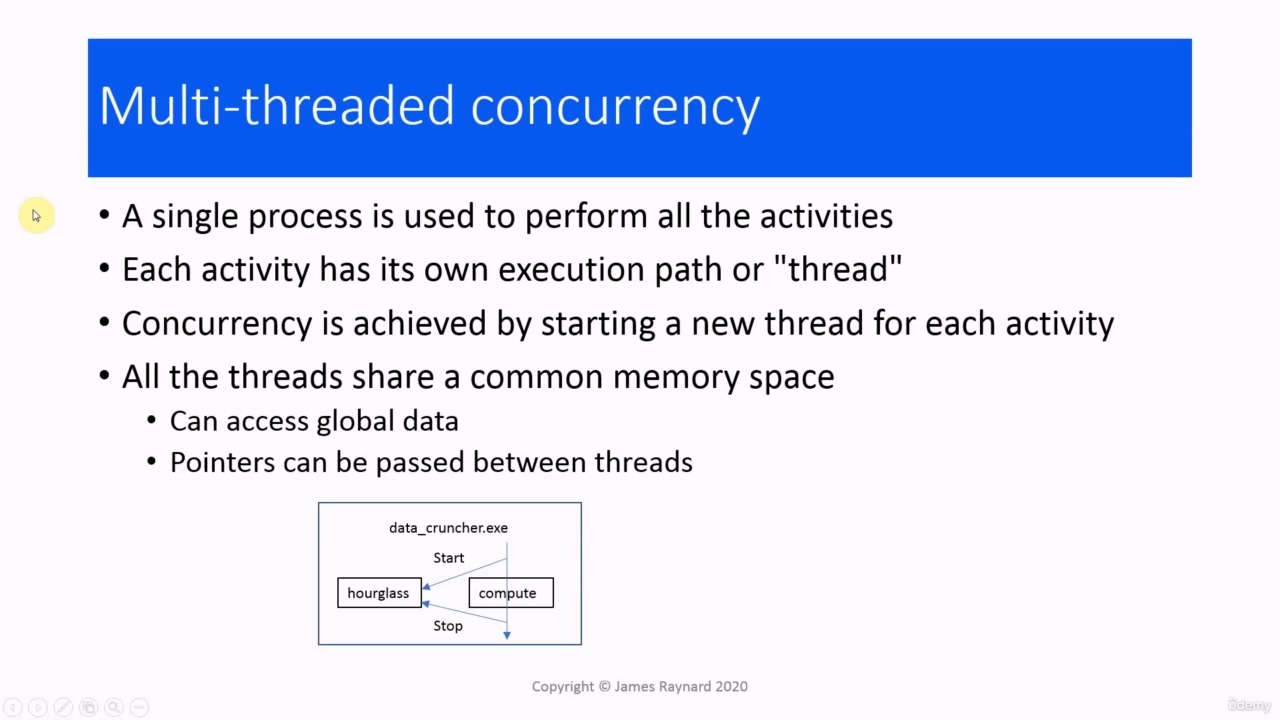 Multi-threaded concurrency
• A single process is used to perform all the activities
• Each activity has its own execution path or "thread"
• Concurrency is achieved by starting a new thread for each activity
• All the threads share a common memory space
• Can access global data
• Pointers can be passed between threads
data_cruncher.exe
Start
hourglass
compute
Stop
Copyright © James Raynard 2020
ûdemy